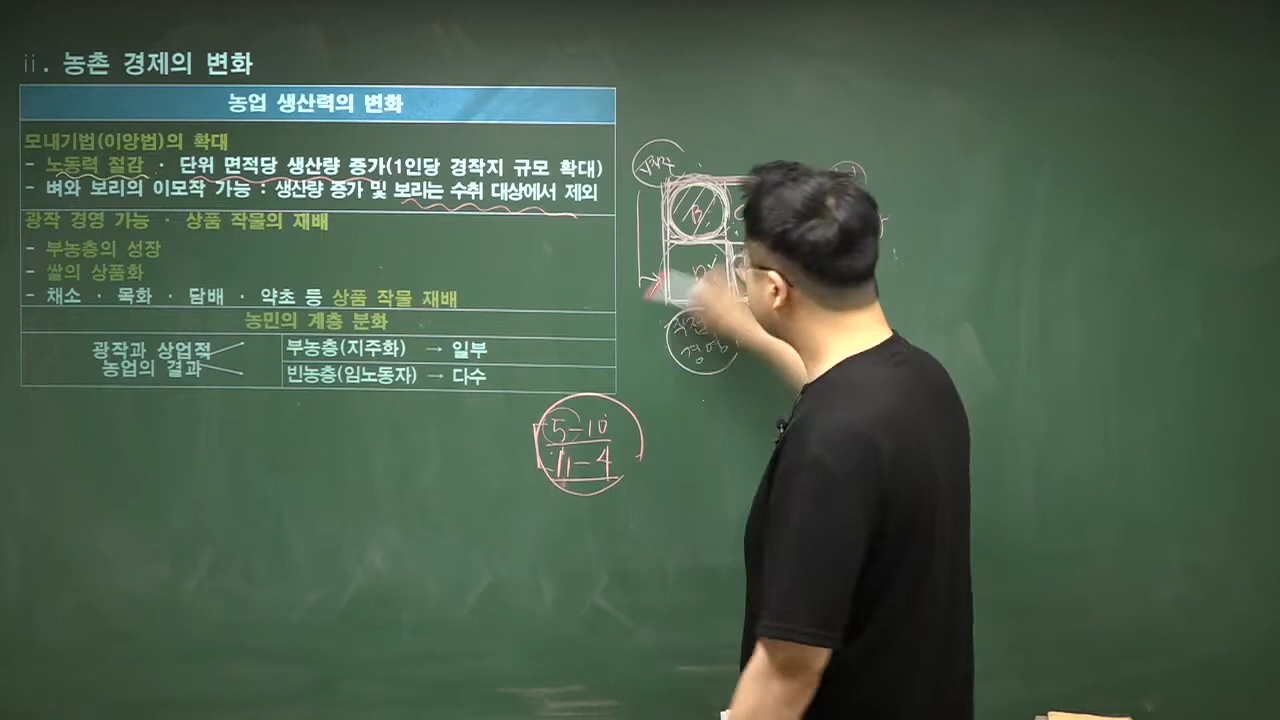 ⅱ. 농촌 경제의 변화
농업 생산력의 변화
모내기법(이앙법)의 확대
- 노동력 절감 · 단위 면적당 생산량 증가(1인당 경작지 규모 확대)
- 벼와 보리의 이모작 가능 : 생산량 증가 및 보리는 수취 대상에서 제외
광작 경영 가능 · 상품 작물의 재배
- 부농층의 성장
- 쌀의 상품화
- 채소 · 목화 · 담배 · 약초 등 상품 작물 재배
농민의 계층 분화
광작과 상업적
농업의 결과
부농층(지주화) → 일부
빈농층(임노동자) → 다수
B
경영
5-10
11-4